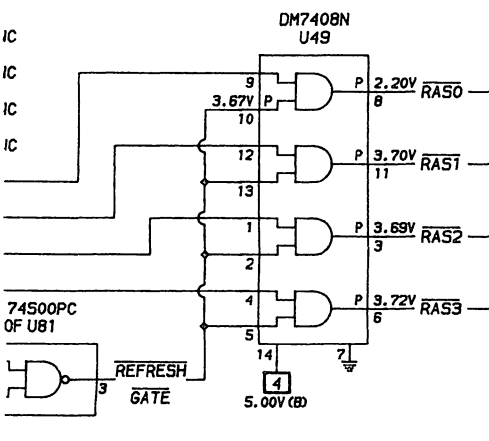 DM7408N
U49
IC
IC
IC
IC
9
3.67V P
10
P 2.20V RAS0
8
12
13
P 3.70V RAS1
11
1
2
P 3.69V RAS2
3
4
5
P 3.72V RAS3
6
74S00PC
OF U81
3
REFRESH
GATE
14
7
4
5.00V(B)